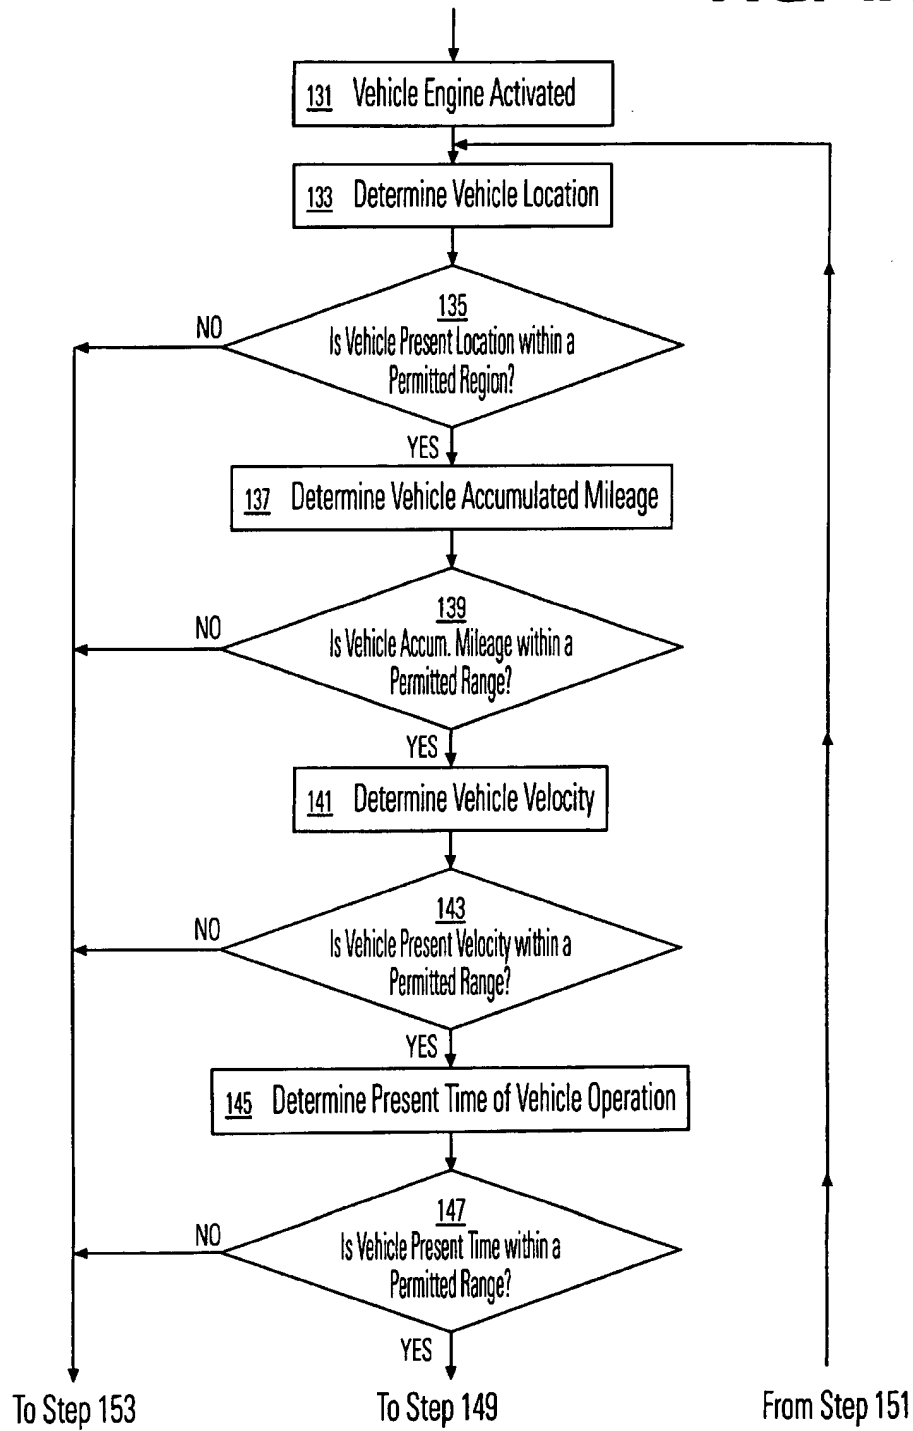 131 Vehicle Engine Activated
133 Determine Vehicle Location
135
NO
Is Vehicle Present Location within a
Permitted Region?
YES
137 Determine Vehicle Accumulated Mileage
139
NO
Is Vehicle Accum. Mileage within a
Permitted Range?
YES
141 Determine Vehicle Velocity
143
NO
Is Vehicle Present Velocity within a
Permitted Range?
YES
145 Determine Present Time of Vehicle Operation
147
NO
Is Vehicle Present Time within a
Permitted Range?
YES
To Step 153
To Step 149
From Step 151